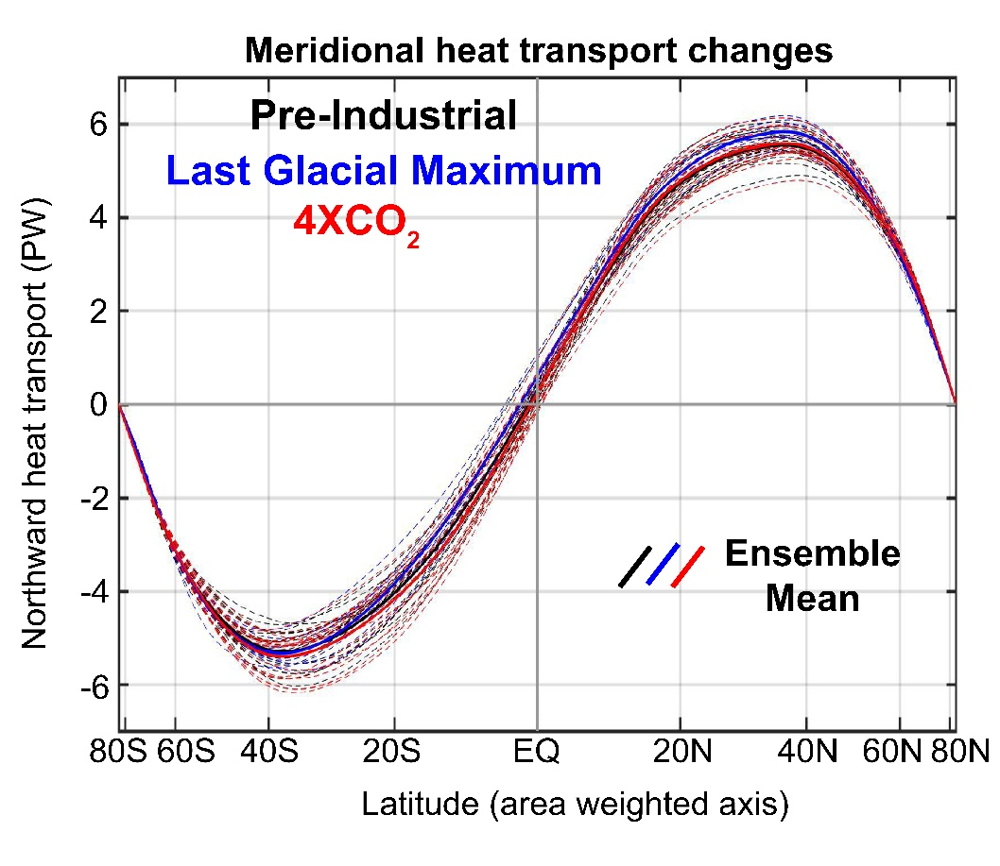 Meridional heat transport changes
Pre-Industrial
Last Glacial Maximum
4XCO₂
Northward heat transport (PW)
6
4
2
0
-2
-4
-6
Ensemble
Mean
80S 60S 40S 20S EQ 20N 40N 60N 80N
Latitude (area weighted axis)